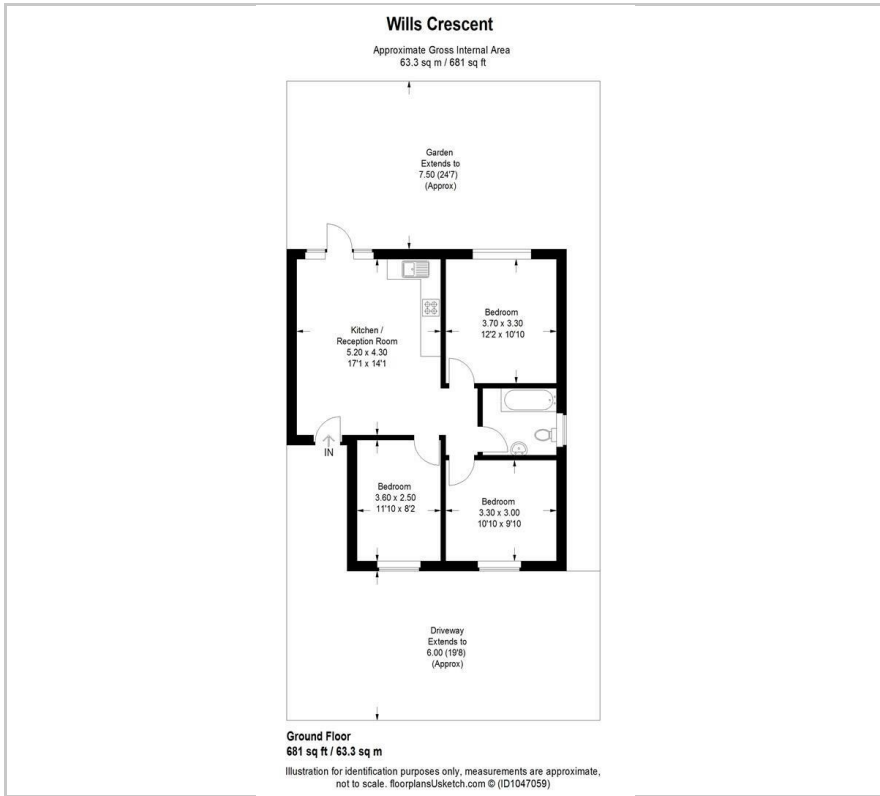 Wills Crescent
Approximate Gross Internal Area
63.3 sq m / 681 sq ft
Garden
Extends to
7.50 (24'7)
(Approx)
Kitchen /
Reception Room
5.20 x 4.30
17'1 x 14'1
Bedroom
3.70 x 3.30
12'2 x 10'10
IN
Bedroom
3.60 x 2.50
11'10 x 8'2
Bedroom
3.30 x 3.00
10'10 x 9'10
Driveway
Extends to
6.00 (19'8)
(Approx)
Ground Floor
681 sq ft / 63.3 sq m
Illustration for identification purposes only, measurements are approximate,
not to scale. floorplansUsketch.com © (ID1047059)